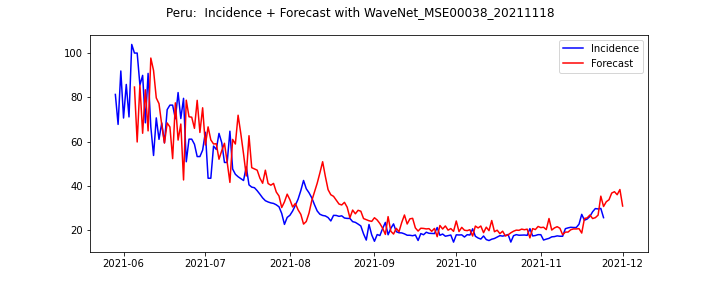 Peru:  Incidence + Forecast with WaveNet_MSE00038_20211118
Incidence
Forecast
100
80
60
40
20
2021-06 2021-07 2021-08 2021-09 2021-10 2021-11 2021-12